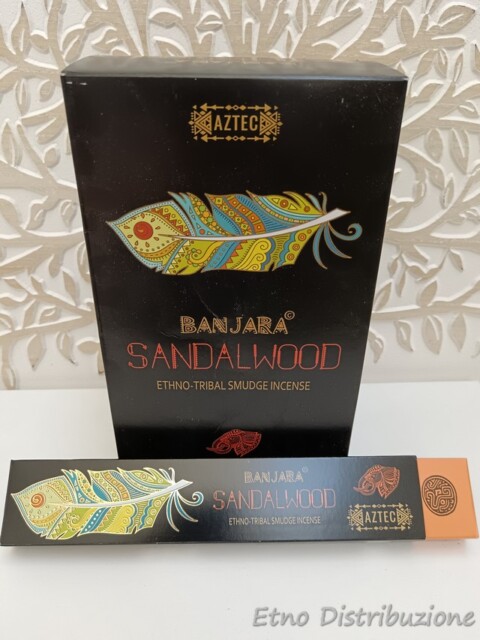 AZTEC
BANJARA©
SANDALWOOD
ETHNO-TRIBAL SMUDGE INCENSE
BANJARA©
SANDALWOOD
ETHNO-TRIBAL SMUDGE INCENSE
AZTEC
Etno Distribuzione